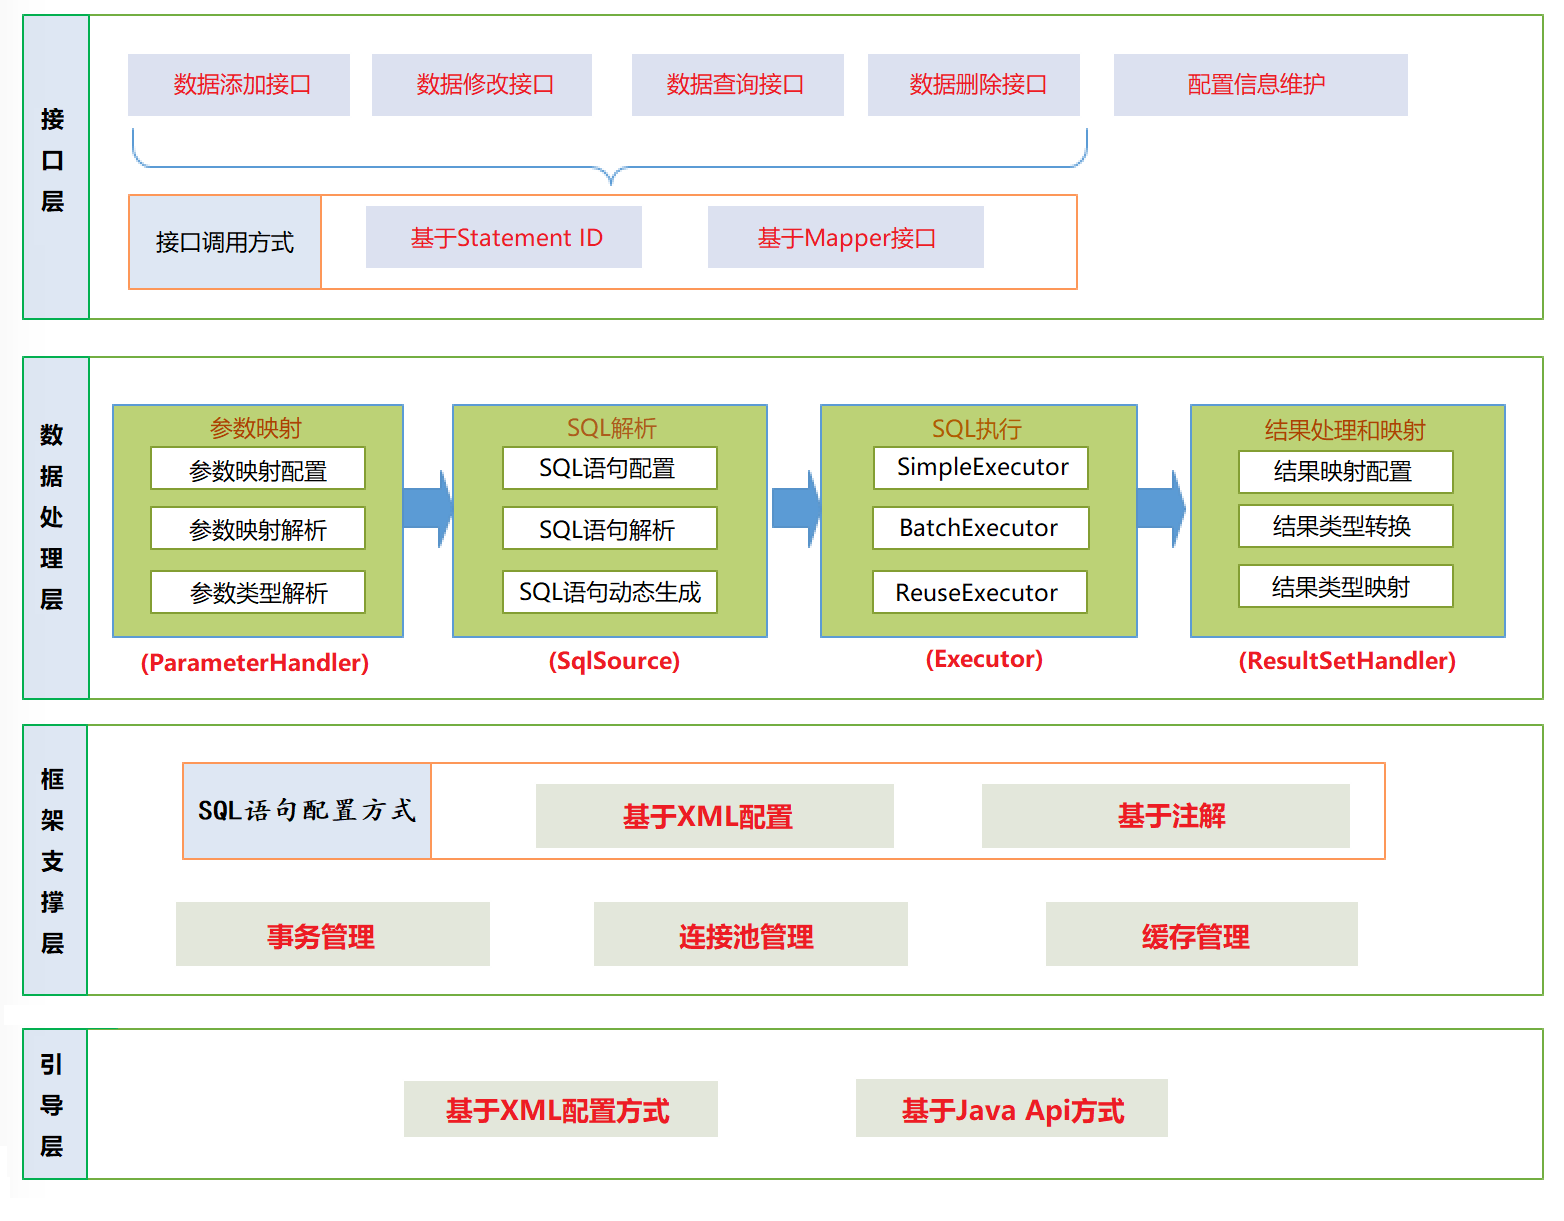 接口层
数据添加接口
数据修改接口
数据查询接口
数据删除接口
配置信息维护
接口调用方式
基于Statement ID
基于Mapper接口
数据处理层
参数映射
参数映射配置
参数映射解析
参数类型解析
(ParameterHandler)
SQL解析
SQL语句配置
SQL语句解析
SQL语句动态生成
(SqlSource)
SQL执行
SimpleExecutor
BatchExecutor
ReuseExecutor
(Executor)
结果处理和映射
结果映射配置
结果类型转换
结果类型映射
(ResultSetHandler)
框架支撑层
SQL语句配置方式
基于XML配置
基于注解
事务管理
连接池管理
缓存管理
引导层
基于XML配置方式
基于Java Api方式